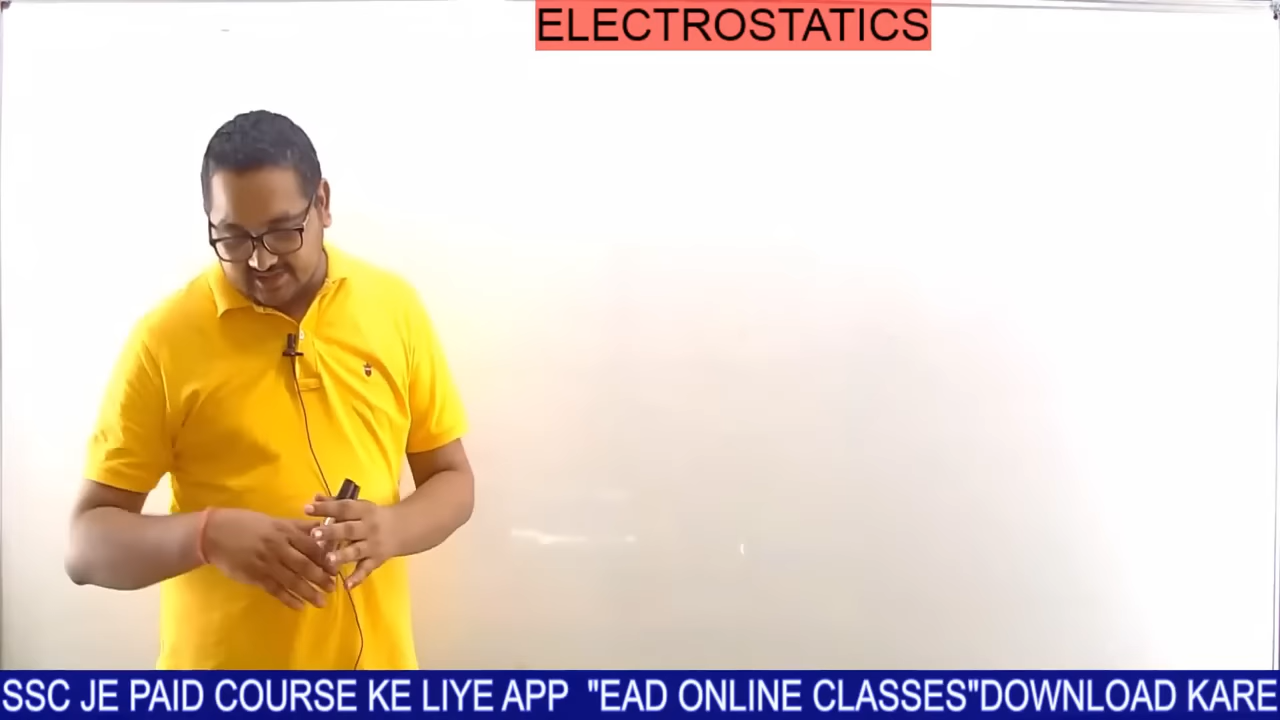 ELECTROSTATICS
SSC JE PAID COURSE KE LIYE APP "EAD ONLINE CLASSES"DOWNLOAD KARE